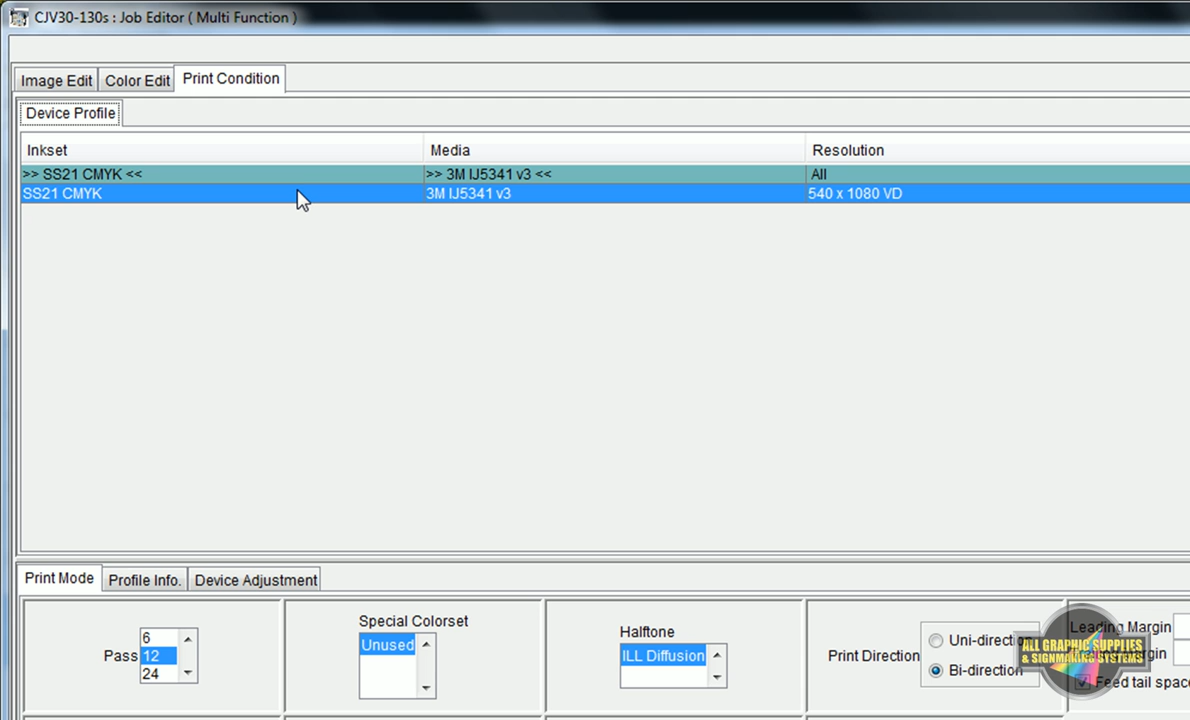 CJV30-130s : Job Editor ( Multi Function )
Image Edit Color Edit Print Condition
Device Profile
Inkset Media Resolution
>> SS21 CMYK << >> 3M IJ5341 v3 << All
SS21 CMYK 3M IJ5341 v3 540 x 1080 VD
Print Mode Profile Info. Device Adjustment
Pass
6
12
24
Special Colorset
Unused
Halftone
ILL Diffusion
Print Direction
Uni-direction
Bi-direction
Leading Margin
Margin
Feed tail space
ALL GRAPHIC SUPPLIES
& SIGNMAKING SYSTEMS